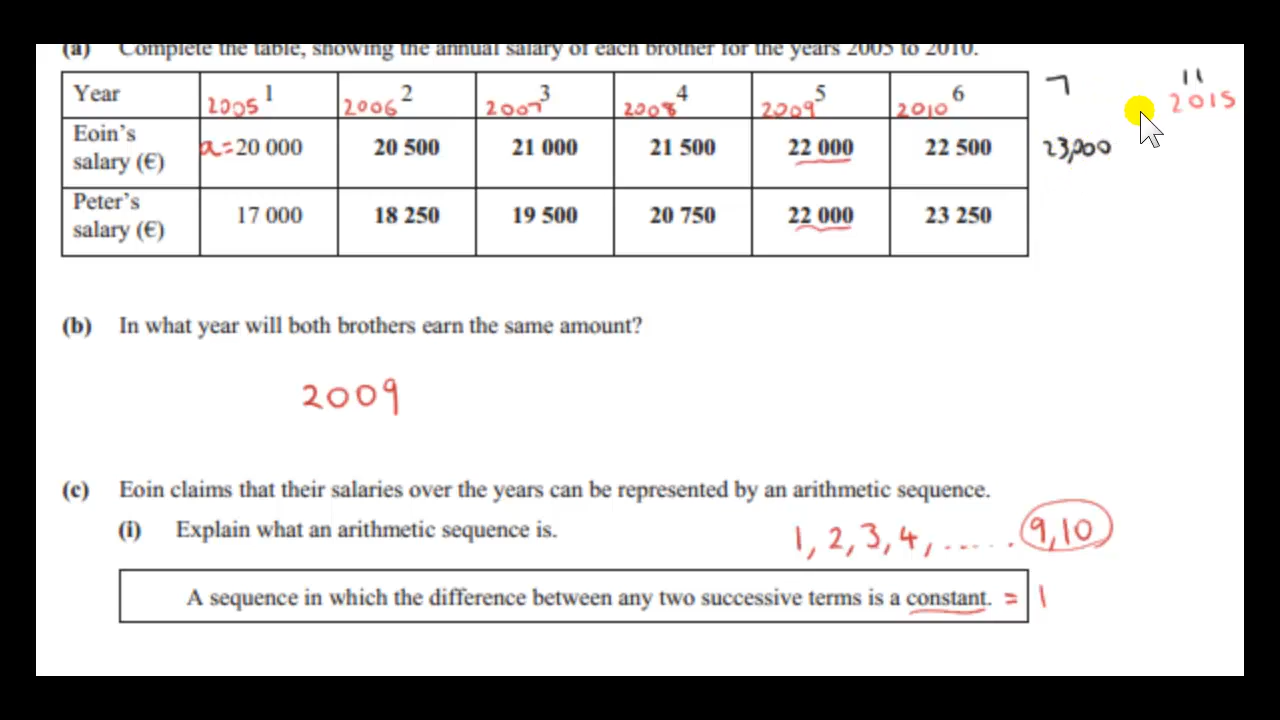 (a) Complete the table, showing the annual salary of each brother for the years 2005 to 2010.
Year 2005 1 2006 2 2007 3 2008 4 2009 5 2010 6 7 11
2015
Eoin's
salary (€) a = 20 000 20 500 21 000 21 500 22 000 22 500 23,000
Peter's
salary (€) 17 000 18 250 19 500 20 750 22 000 23 250
(b) In what year will both brothers earn the same amount?
2009
(c) Eoin claims that their salaries over the years can be represented by an arithmetic sequence.
(i) Explain what an arithmetic sequence is.
1, 2, 3, 4, ...... 9, 10
A sequence in which the difference between any two successive terms is a constant. = 1